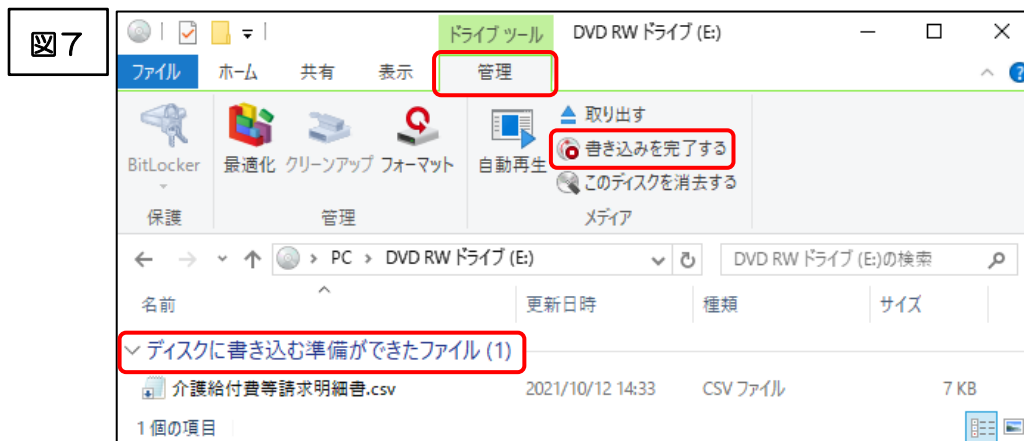 図7
ドライブ ツール DVD RW ドライブ (E:)
ファイル ホーム 共有 表示 管理
取り出す
書き込みを完了する
BitLocker 最適化 クリーンアップ フォーマット 自動再生
このディスクを消去する
保護 管理 メディア
PC DVD RW ドライブ (E:) DVD RW ドライブ (E:)の検索
名前 更新日時 種類 サイズ
ディスクに書き込む準備ができたファイル (1)
介護給付費等請求明細書.csv 2021/10/12 14:33 CSV ファイル 7 KB
1 個の項目